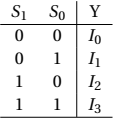 S₁ S₀ Y
0 0 I₀
0 1 I₁
1 0 I₂
1 1 I₃